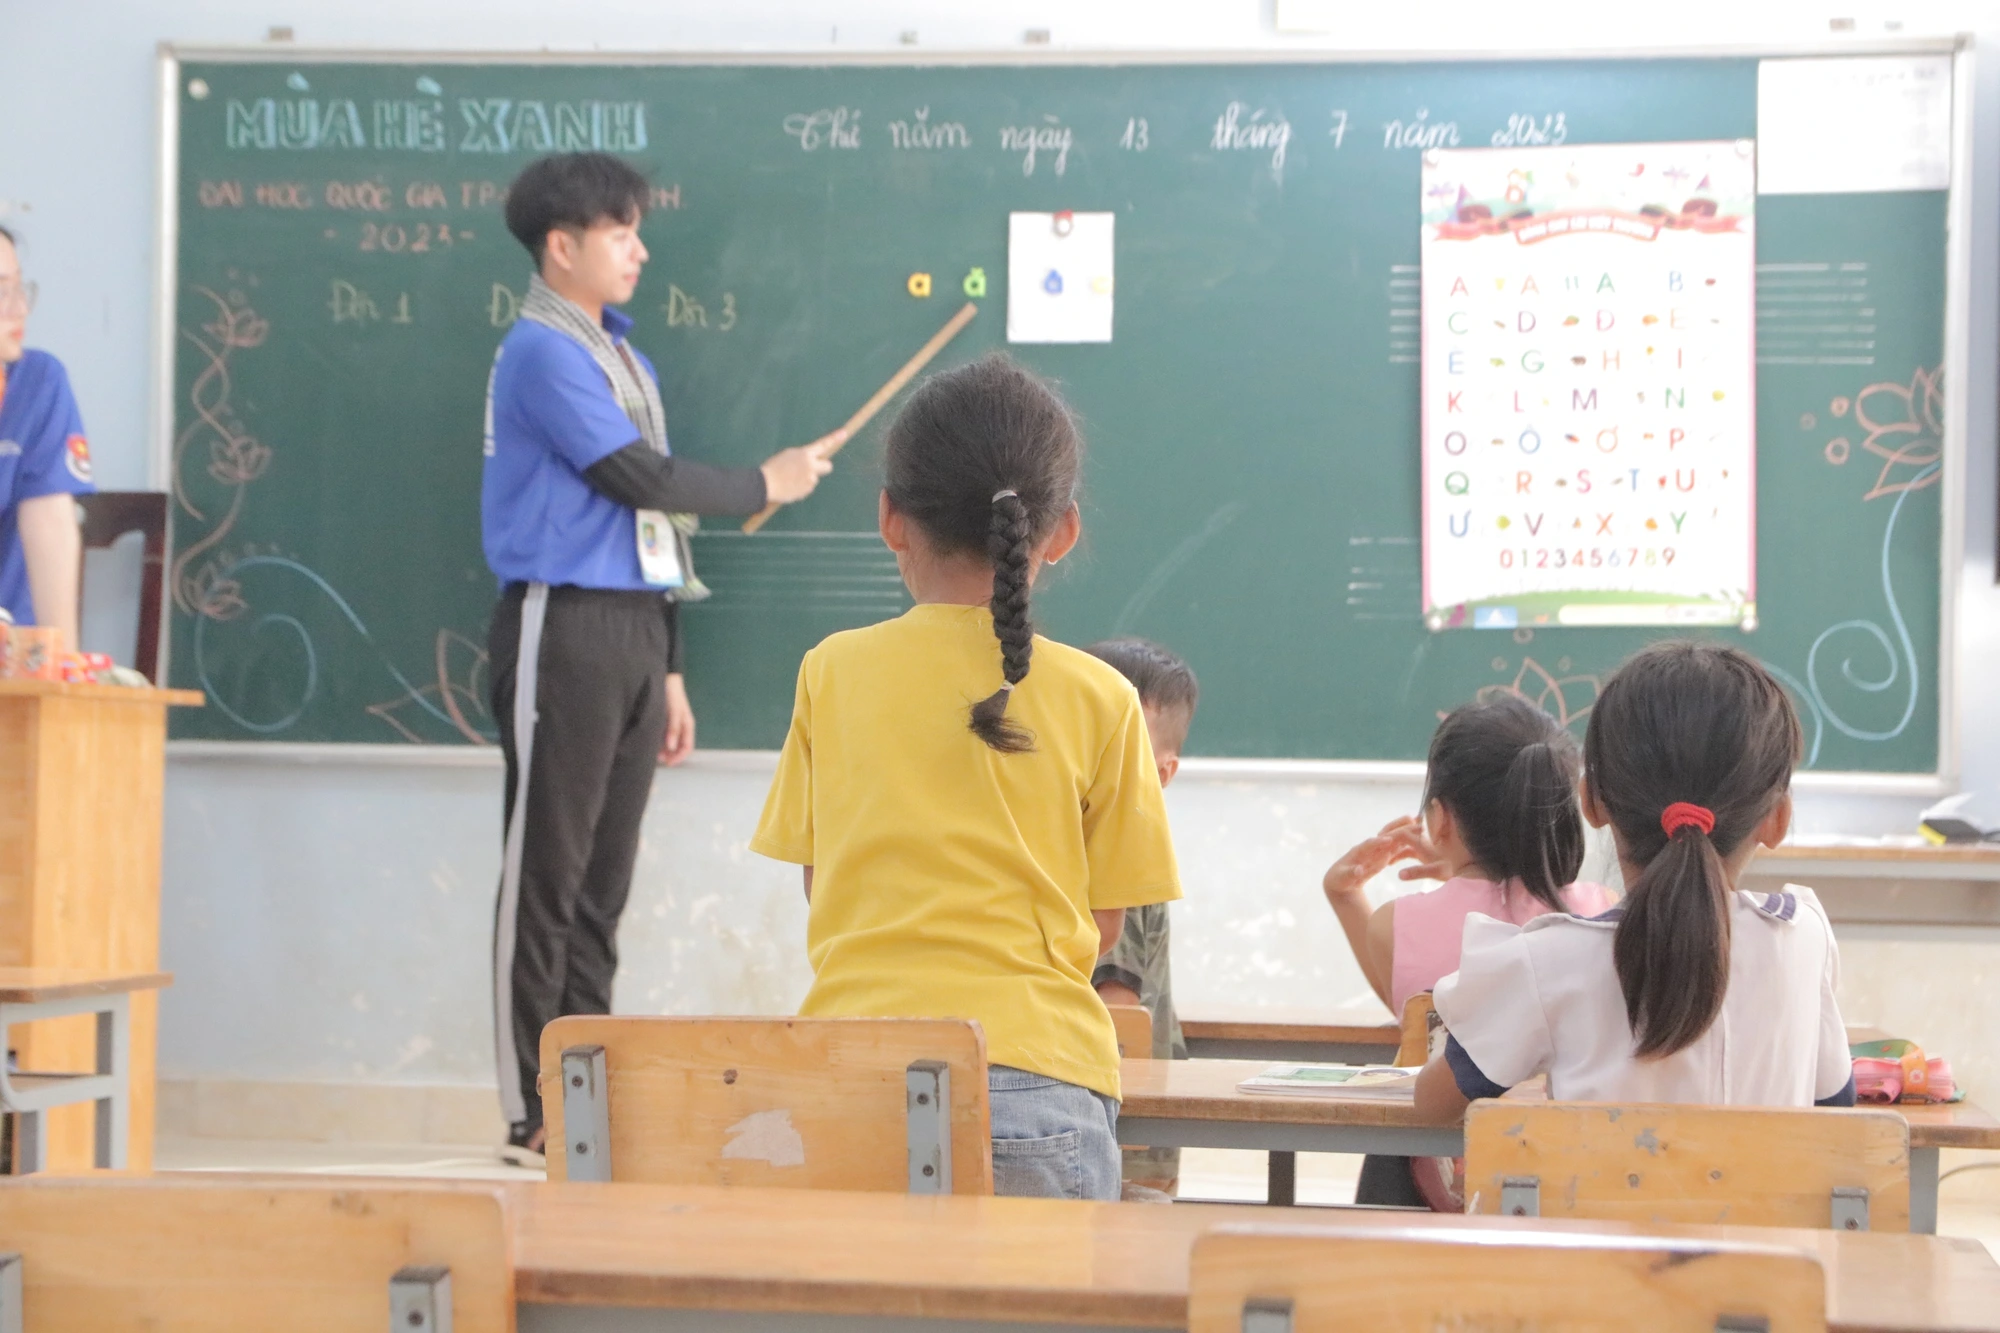 MÙA HÈ XANH
ĐẠI HỌC QUỐC GIA TP
- 2023 -
Đội 1
Đội 3
Thứ năm ngày 13 tháng 7 năm 2023
a ă â
A Ă Â B
C D Đ E
Ê G H I
K L M N
O Ô Ơ P
Q R S T U
Ư V X Y
0123456789